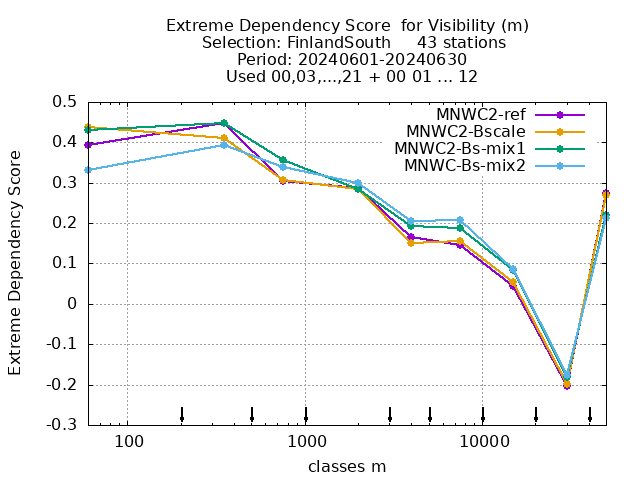 Extreme Dependency Score  for Visibility (m)
Selection: FinlandSouth     43 stations
Period: 20240601-20240630
Used 00,03,...,21 + 00 01 ... 12
MNWC2-ref
MNWC2-Bscale
MNWC2-Bs-mix1
MNWC-Bs-mix2
Extreme Dependency Score
0.5
0.4
0.3
0.2
0.1
0
-0.1
-0.2
-0.3
100
1000
10000
classes m